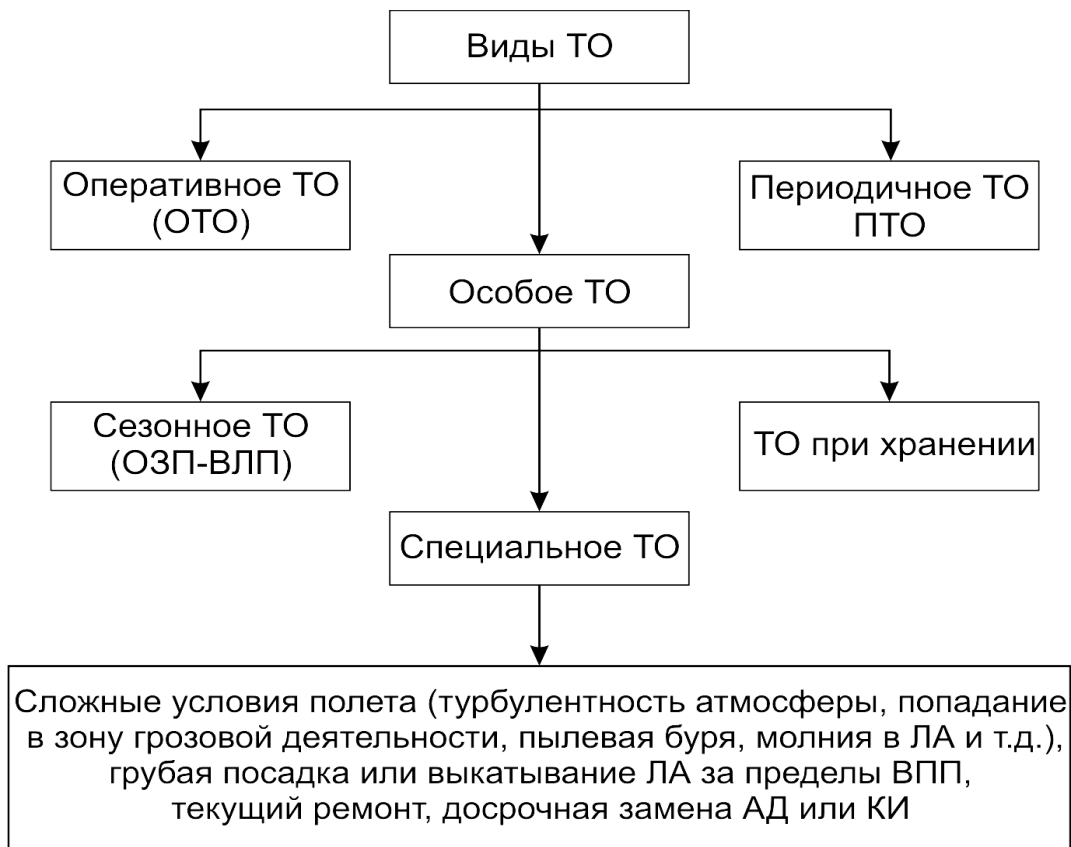 Виды ТО
Оперативное ТО
(ОТО)
Периодичное ТО
ПТО
Особое ТО
Сезонное ТО
(ОЗП-ВЛП)
ТО при хранении
Специальное ТО
Сложные условия полета (турбулентность атмосферы, попадание
в зону грозовой деятельности, пылевая буря, молния в ЛА и т.д.),
грубая посадка или выкатывание ЛА за пределы ВПП,
текущий ремонт, досрочная замена АД или КИ